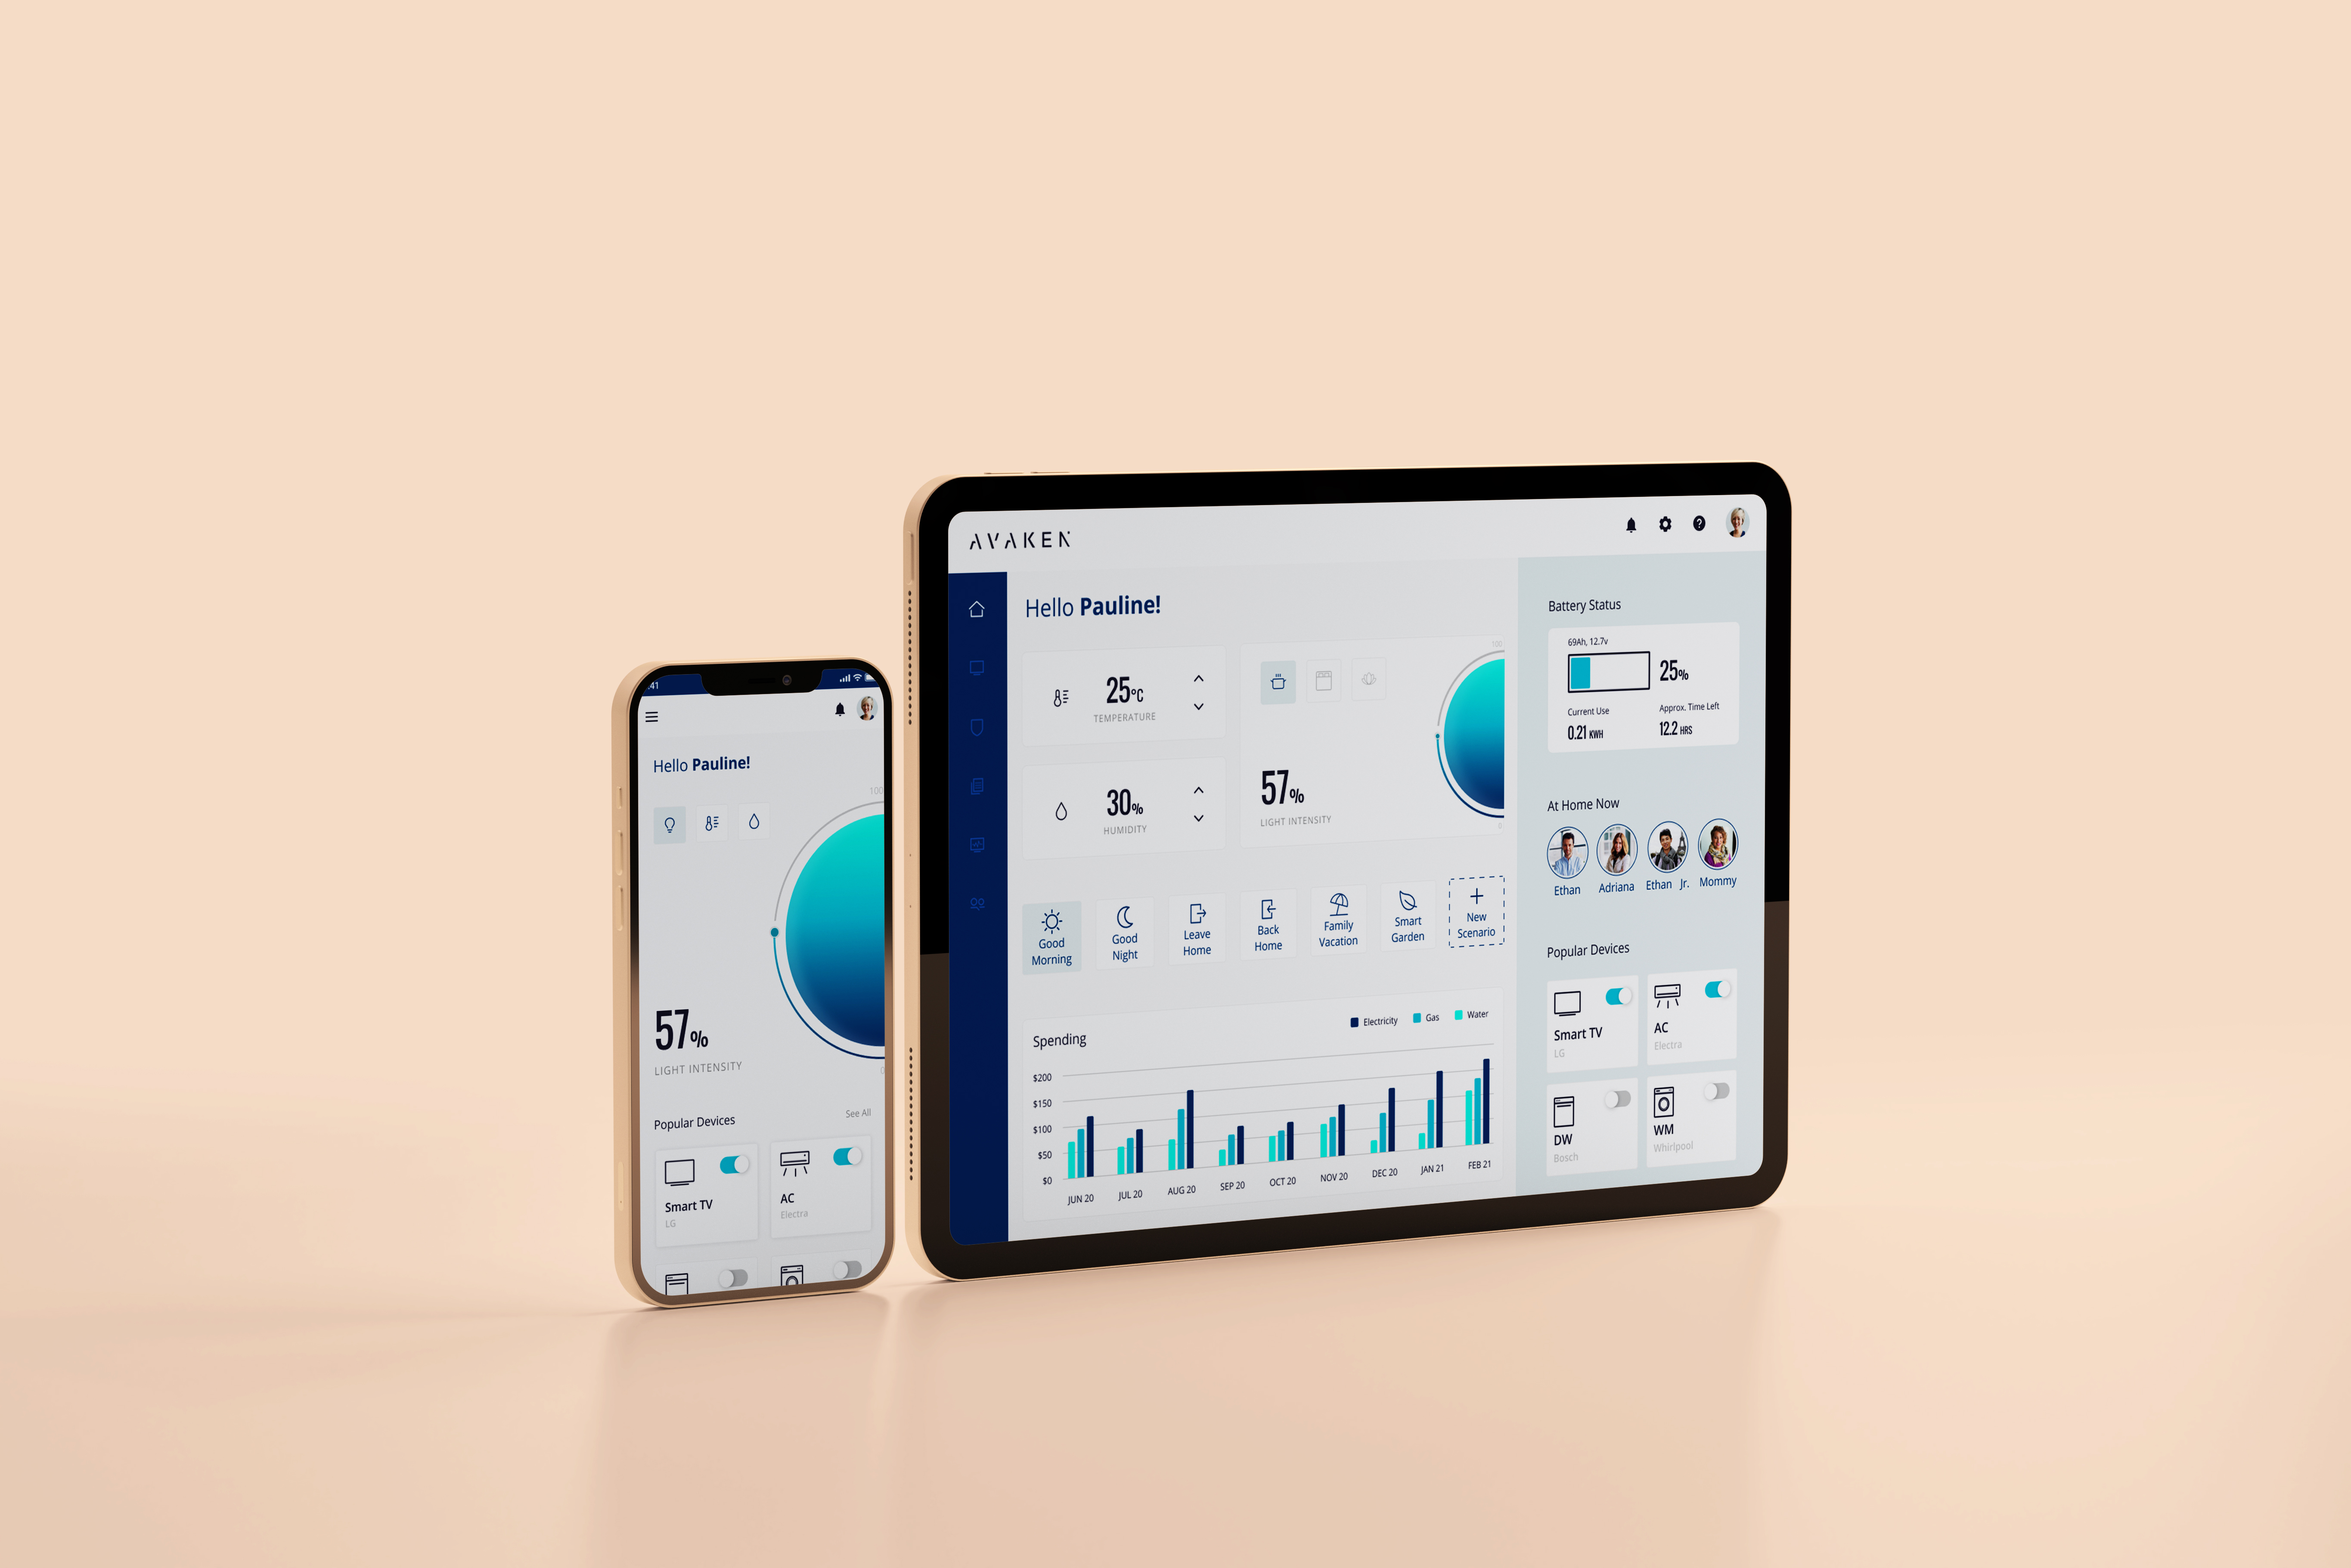 :41
Hello Pauline!
100
57%
LIGHT INTENSITY
0
Popular Devices
See All
Smart TV
LG
AC
Electra
AVAKEN
Hello Pauline!
25°C
TEMPERATURE
30%
HUMIDITY
100
57%
LIGHT INTENSITY
0
Good
Morning
Good
Night
Leave
Home
Back
Home
Family
Vacation
Smart
Garden
New
Scenario
Spending
Electricity
Gas
Water
$200
$150
$100
$50
$0
JUN 20
JUL 20
AUG 20
SEP 20
OCT 20
NOV 20
DEC 20
JAN 21
FEB 21
Battery Status
69Ah, 12.7v
25%
Current Use
0.21 KWH
Approx. Time Left
12.2 HRS
At Home Now
Ethan
Adriana
Ethan Jr.
Mommy
Popular Devices
Smart TV
LG
AC
Electra
DW
Bosch
WM
Whirlpool